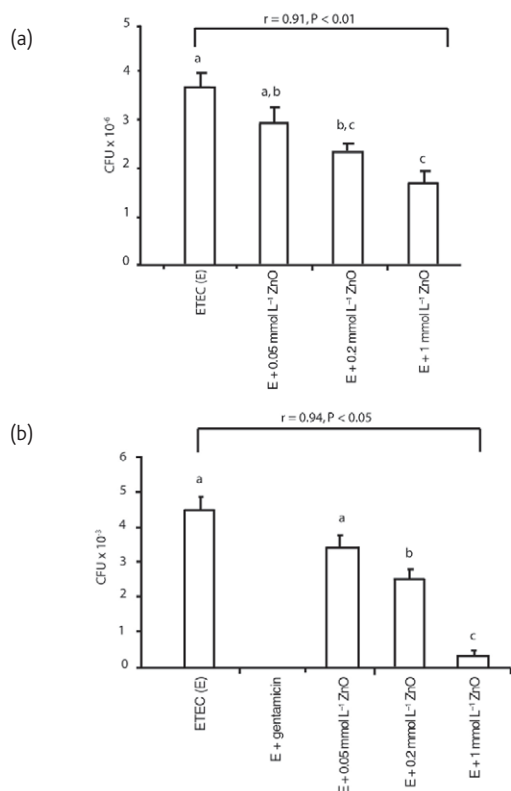 (a)
r = 0.91, P < 0.01
5
4
3
2
1
0
CFU x 10⁻⁶
a
a, b
b, c
c
ETEC (E)
E + 0.05 mmol L⁻¹ ZnO
E + 0.2 mmol L⁻¹ ZnO
E + 1 mmol L⁻¹ ZnO
(b)
r = 0.94, P < 0.05
6
5
4
3
2
1
0
CFU x 10⁻³
a
a
b
c
ETEC (E)
E + gentamicin
E + 0.05 mmol L⁻¹ ZnO
E + 0.2 mmol L⁻¹ ZnO
E + 1 mmol L⁻¹ ZnO